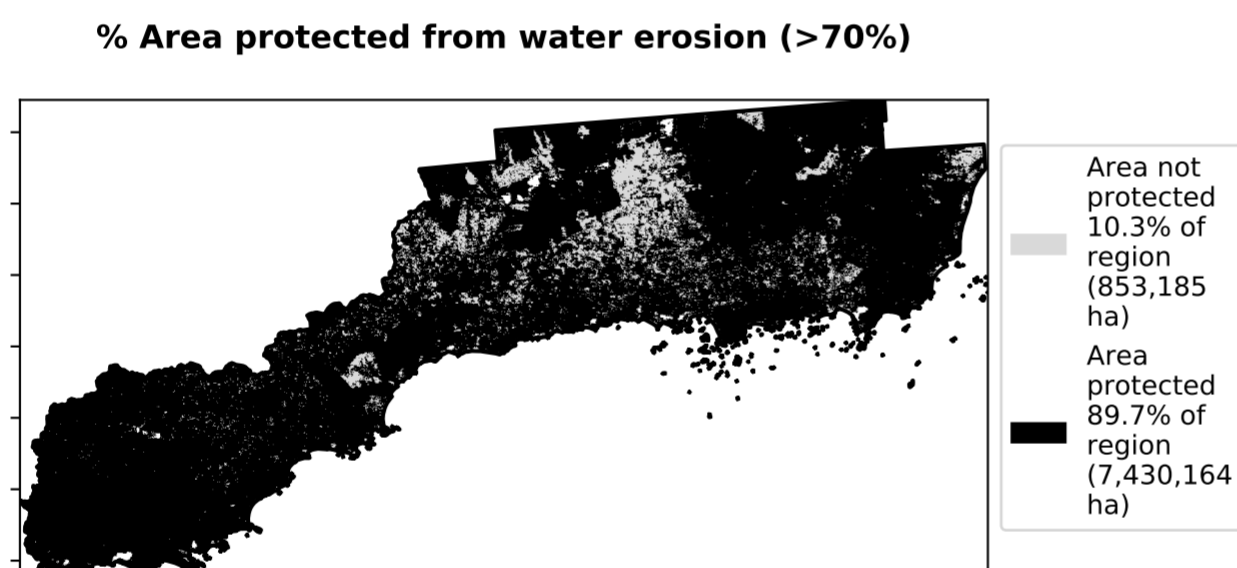 % Area protected from water erosion (>70%)
Area not
protected
10.3% of
region
(853,185
ha)
Area
protected
89.7% of
region
(7,430,164
ha)